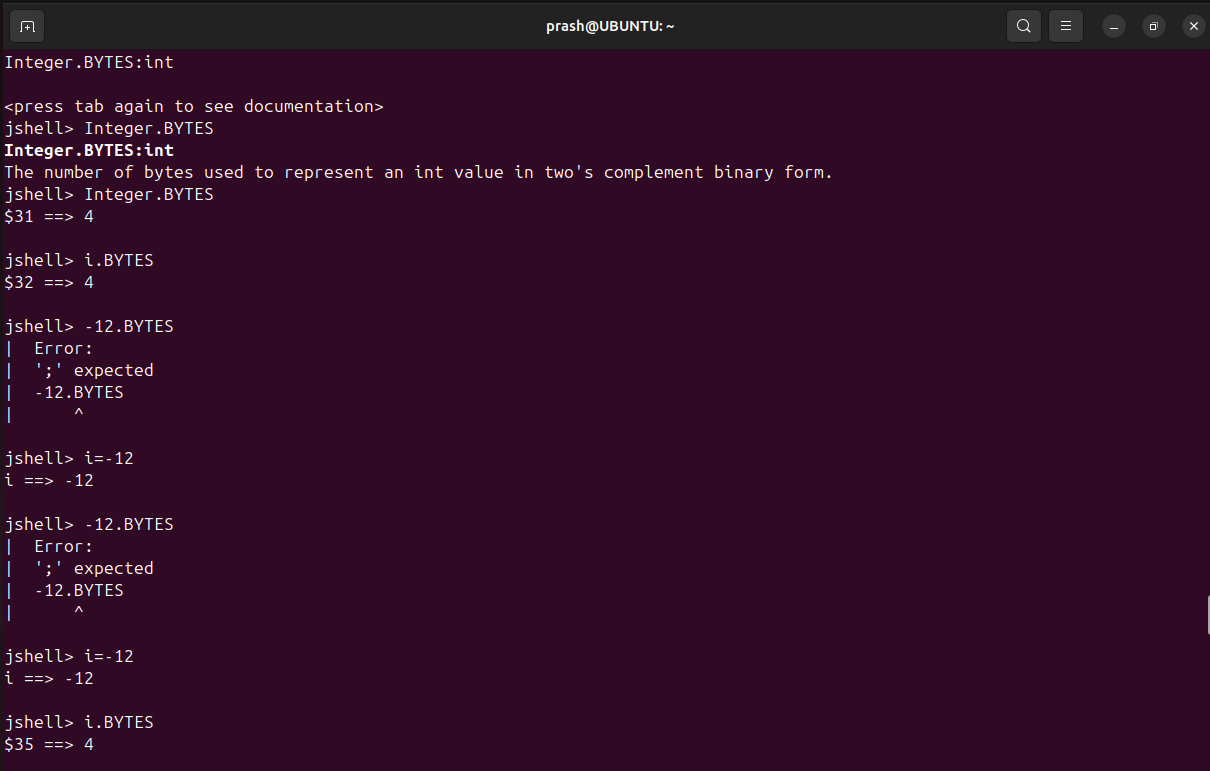 prash@UBUNTU: ~
Integer.BYTES:int
<press tab again to see documentation>
jshell> Integer.BYTES
Integer.BYTES:int
The number of bytes used to represent an int value in two's complement binary form.
jshell> Integer.BYTES
$31 ==> 4
jshell> i.BYTES
$32 ==> 4
jshell> -12.BYTES
|  Error:
|  ';' expected
|  -12.BYTES
|      ^
jshell> i=-12
i ==> -12
jshell> -12.BYTES
|  Error:
|  ';' expected
|  -12.BYTES
|      ^
jshell> i=-12
i ==> -12
jshell> i.BYTES
$35 ==> 4